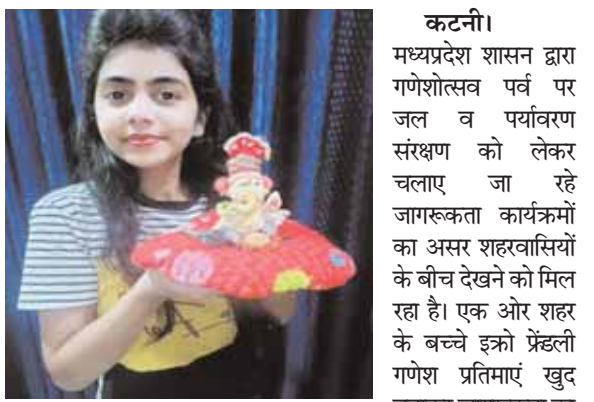 कटनी।
मध्यप्रदेश शासन द्वारा
गणेशोत्सव पर्व पर
जल व पर्यावरण
संरक्षण को लेकर
चलाए जा रहे
जागरूकता कार्यक्रमों
का असर शहरवासियों
के बीच देखने को मिल
रहा है। एक ओर शहर
के बच्चे इक्रो फ्रेंडली
गणेश प्रतिमाएं खुद